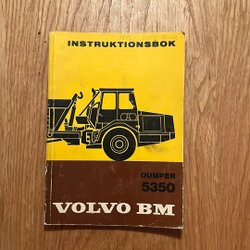 INSTRUKTIONSBOK
DUMPER
5350
VOLVO BM